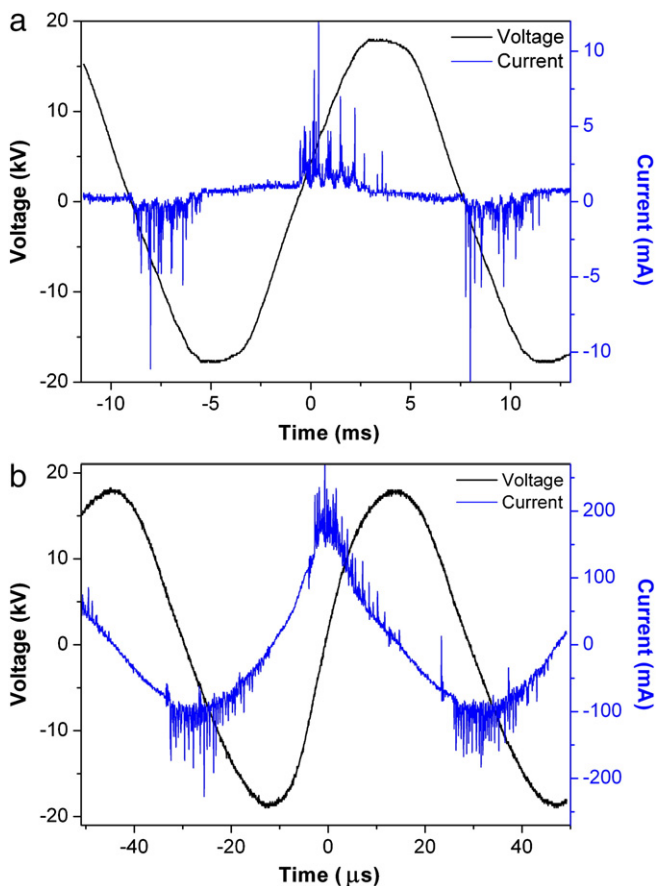 a
Voltage
Current
20
10
0
-10
-20
Voltage (kV)
10
5
0
-5
-10
Current (mA)
-10
-5
0
5
10
Time (ms)
b
Voltage
Current
20
10
0
-10
-20
Voltage (kV)
200
100
0
-100
-200
Current (mA)
-40
-20
0
20
40
Time (μs)